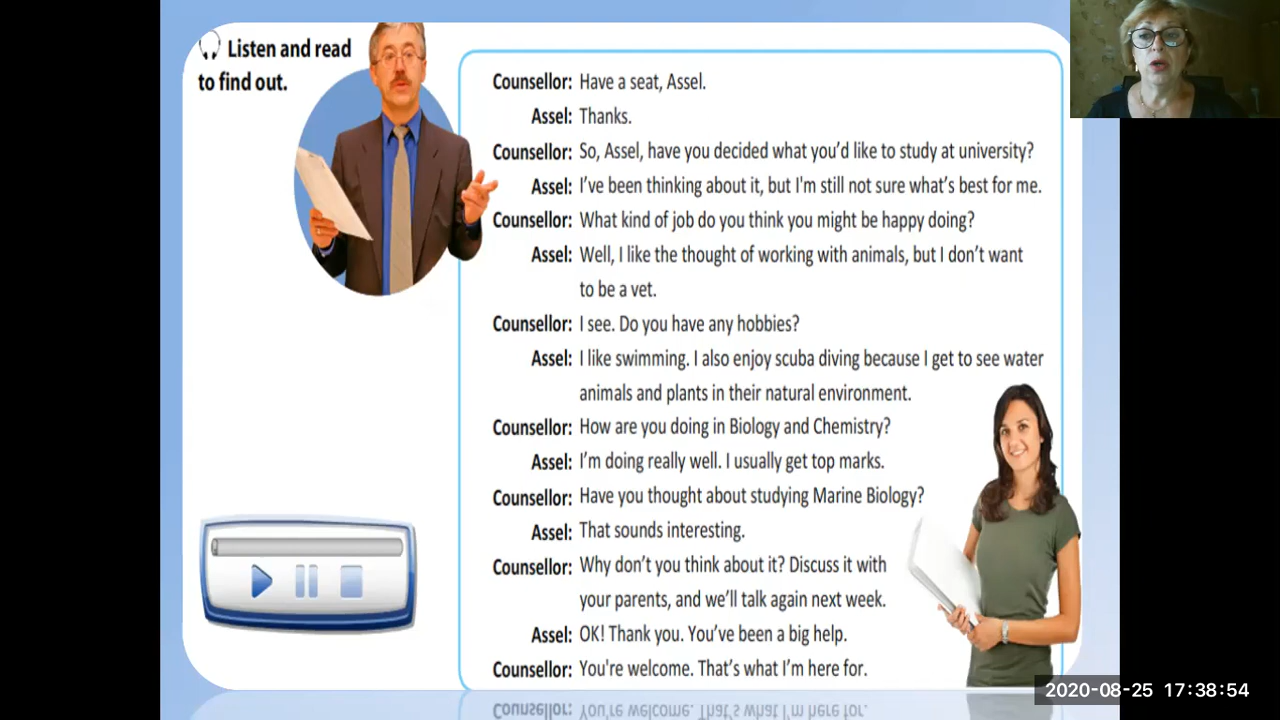 Listen and read
to find out.
Counsellor: Have a seat, Assel.
Assel: Thanks.
Counsellor: So, Assel, have you decided what you'd like to study at university?
Assel: I've been thinking about it, but I'm still not sure what's best for me.
Counsellor: What kind of job do you think you might be happy doing?
Assel: Well, I like the thought of working with animals, but I don't want
to be a vet.
Counsellor: I see. Do you have any hobbies?
Assel: I like swimming. I also enjoy scuba diving because I get to see water
animals and plants in their natural environment.
Counsellor: How are you doing in Biology and Chemistry?
Assel: I'm doing really well. I usually get top marks.
Counsellor: Have you thought about studying Marine Biology?
Assel: That sounds interesting.
Counsellor: Why don't you think about it? Discuss it with
your parents, and we'll talk again next week.
Assel: OK! Thank you. You've been a big help.
Counsellor: You're welcome. That's what I'm here for.
2020-08-25 17:38:54